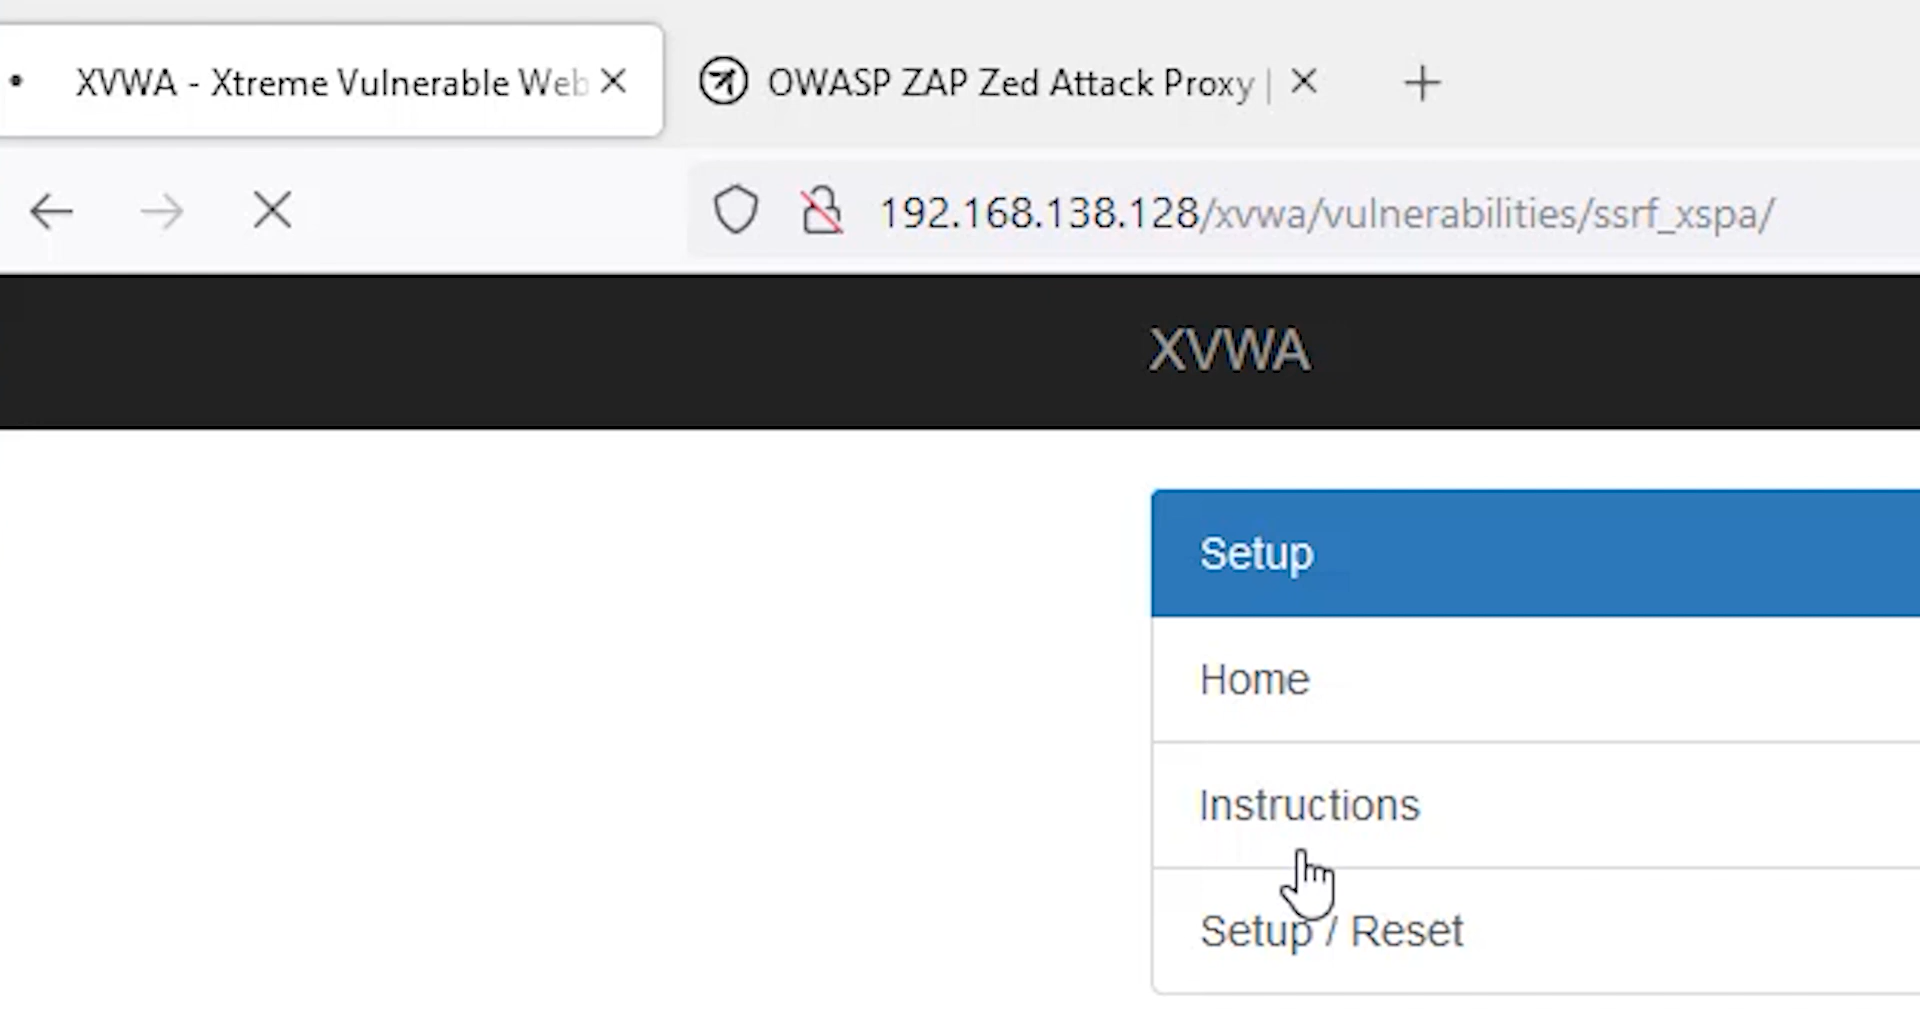 XVWA - Xtreme Vulnerable Web
OWASP ZAP Zed Attack Proxy |
192.168.138.128/xvwa/vulnerabilities/ssrf_xspa/
XVWA
Setup
Home
Instructions
Setup / Reset